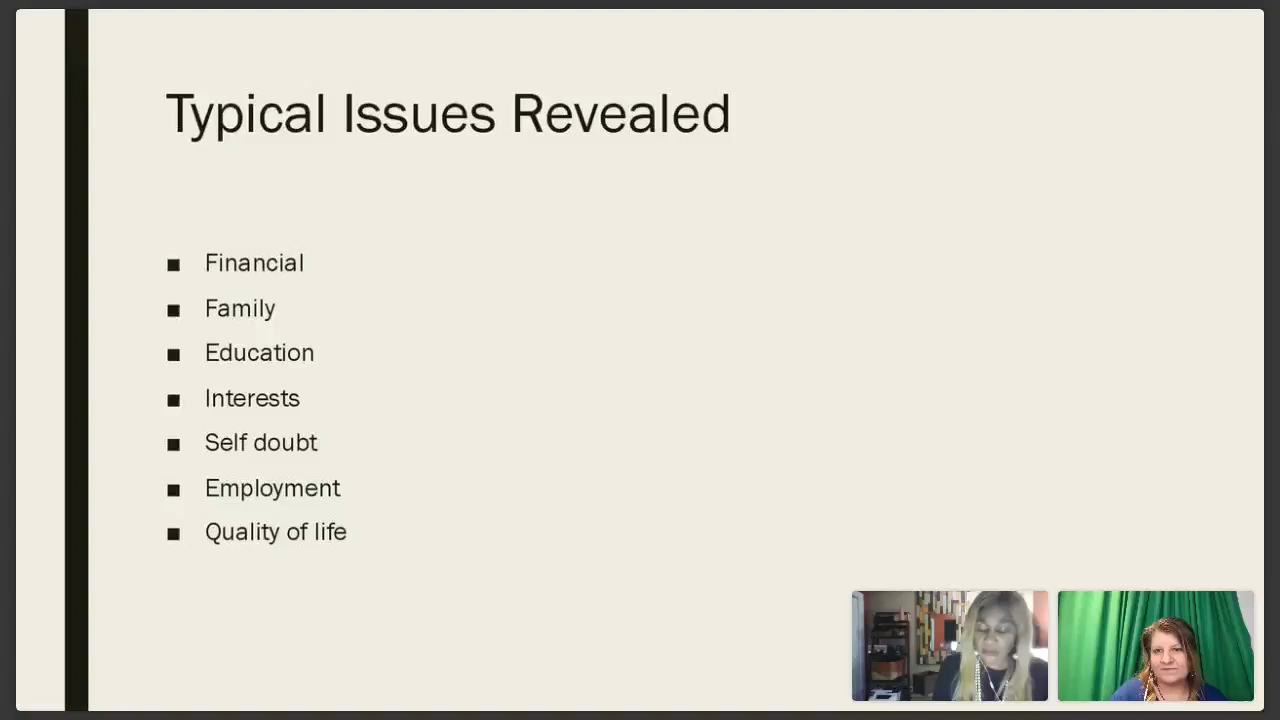 Typical Issues Revealed
■ Financial
■ Family
■ Education
■ Interests
■ Self doubt
■ Employment
■ Quality of life